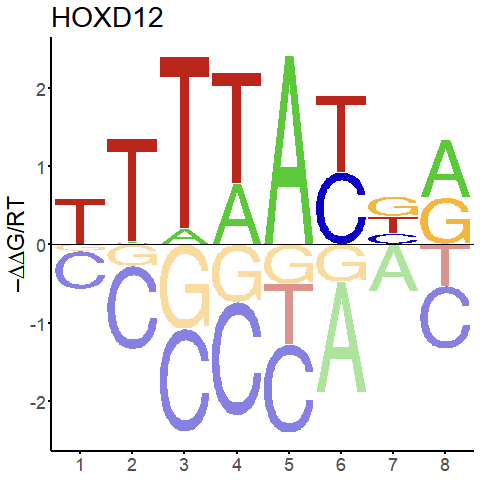 HOXD12
−ΔΔG/RT
2
1
0
-1
-2
T T T T A T G A
A A C T G
C
C G G G G G A T
C C C T A C
C
1 2 3 4 5 6 7 8